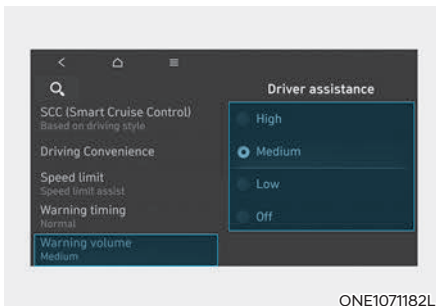 Driver assistance
SCC (Smart Cruise Control)
Based on driving style
Driving Convenience
Speed limit
Speed limit assist
Warning timing
Normal
Warning volume
Medium
High
Medium
Low
Off
ONE1071182L